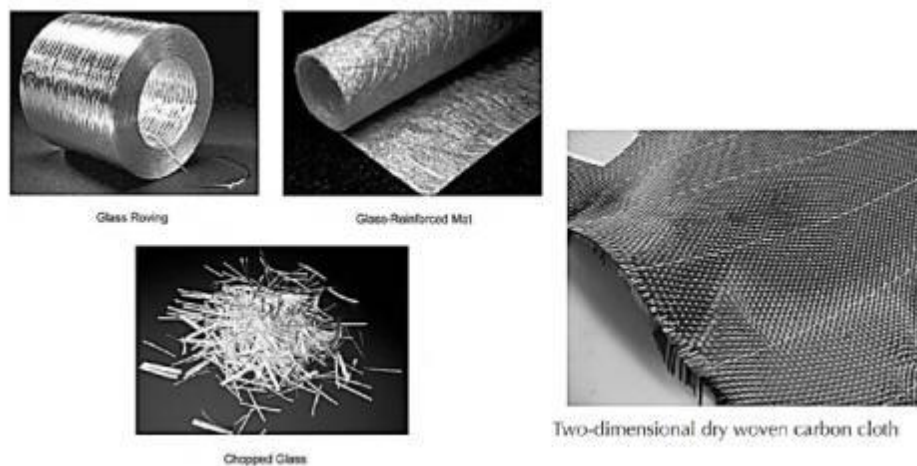 Glass Roving
Glass-Reinforced Mat
Chopped Glass
Two-dimensional dry woven carbon cloth